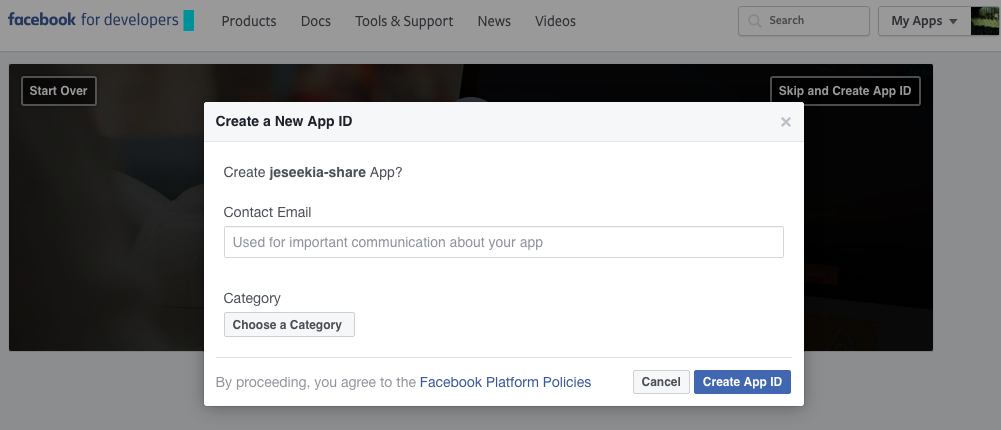 facebook for developers Products Docs Tools & Support News Videos Search My Apps
Start Over Skip and Create App ID
Create a New App ID
Create jeseekia-share App?
Contact Email
Used for important communication about your app
Category
Choose a Category
By proceeding, you agree to the Facebook Platform Policies Cancel Create App ID